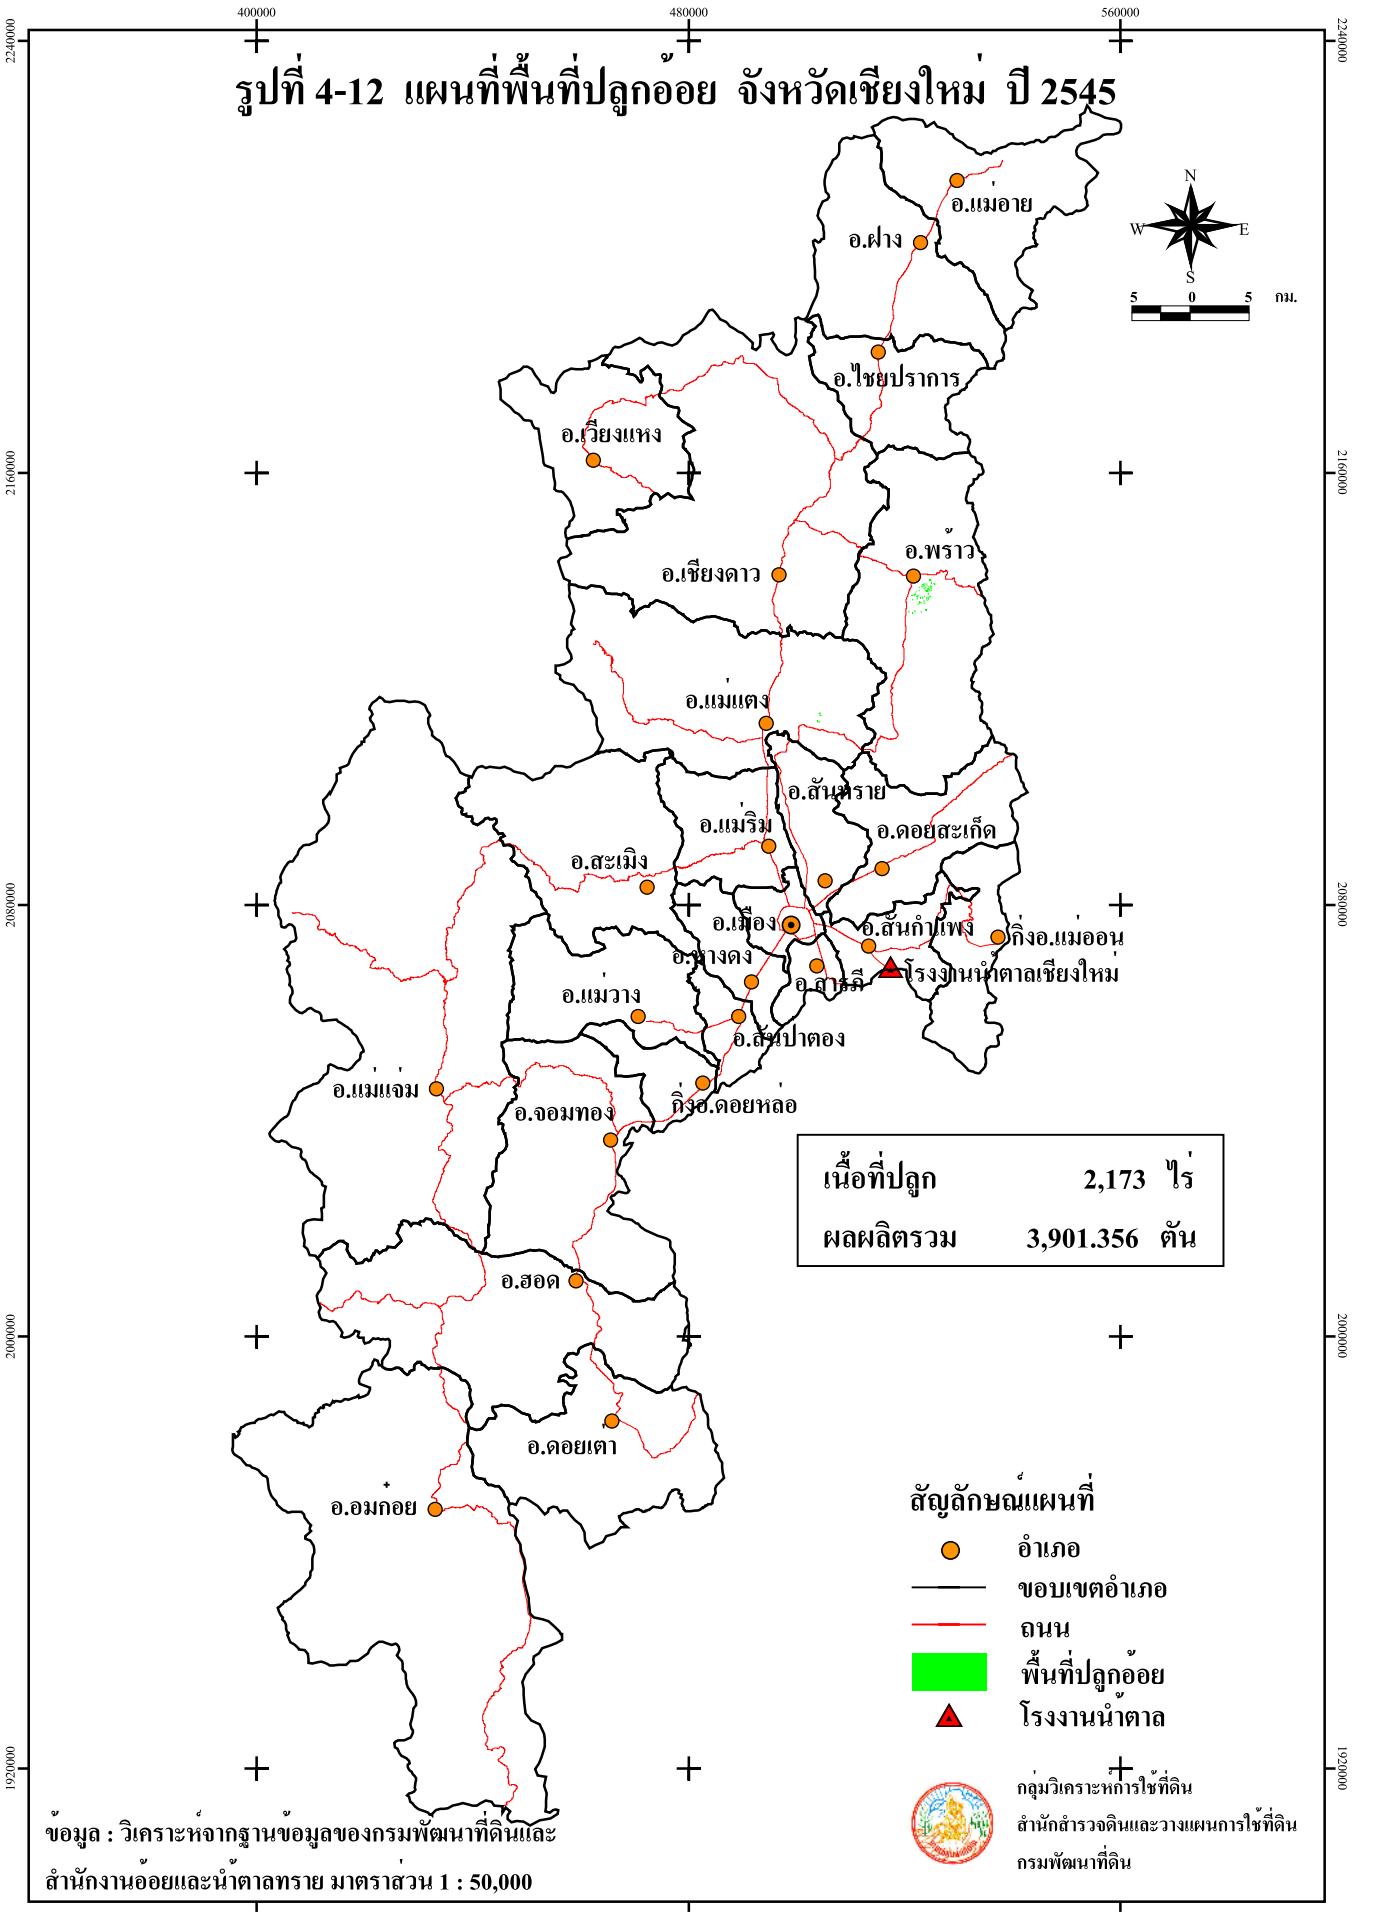 400000 480000 560000
2240000 2240000
รูปที่ 4-12 แผนที่พื้นที่ปลูกอ้อย จังหวัดเชียงใหม่ ปี 2545
N
W E
S
5 0 5 กม.
อ.แม่อาย
อ.ฝาง
อ.ไชยปราการ
อ.เวียงแหง
2160000 2160000
อ.พร้าว
อ.เชียงดาว
อ.แม่แตง
อ.สันทราย
อ.แม่ริม
อ.ดอยสะเก็ด
อ.สะเมิง
2080000 2080000
อ.เมือง
อ.สันกำแพง
กิ่งอ.แม่ออน
อ.หางดง
โรงงานน้ำตาลเชียงใหม่
อ.สารภี
อ.แม่วาง
อ.สันป่าตอง
อ.แม่แจ่ม
กิ่งอ.ดอยหล่อ
อ.จอมทอง
เนื้อที่ปลูก 2,173 ไร่
ผลผลิตรวม 3,901.356 ตัน
อ.ฮอด
2000000 2000000
อ.ดอยเต่า
อ.อมก๋อย
สัญลักษณ์แผนที่
อำเภอ
ขอบเขตอำเภอ
ถนน
พื้นที่ปลูกอ้อย
โรงงานน้ำตาล
1920000 1920000
กลุ่มวิเคราะห์การใช้ที่ดิน
สำนักสำรวจดินและวางแผนการใช้ที่ดิน
กรมพัฒนาที่ดิน
ข้อมูล : วิเคราะห์จากฐานข้อมูลของกรมพัฒนาที่ดินและ
สำนักงานอ้อยและน้ำตาลทราย มาตราส่วน 1 : 50,000